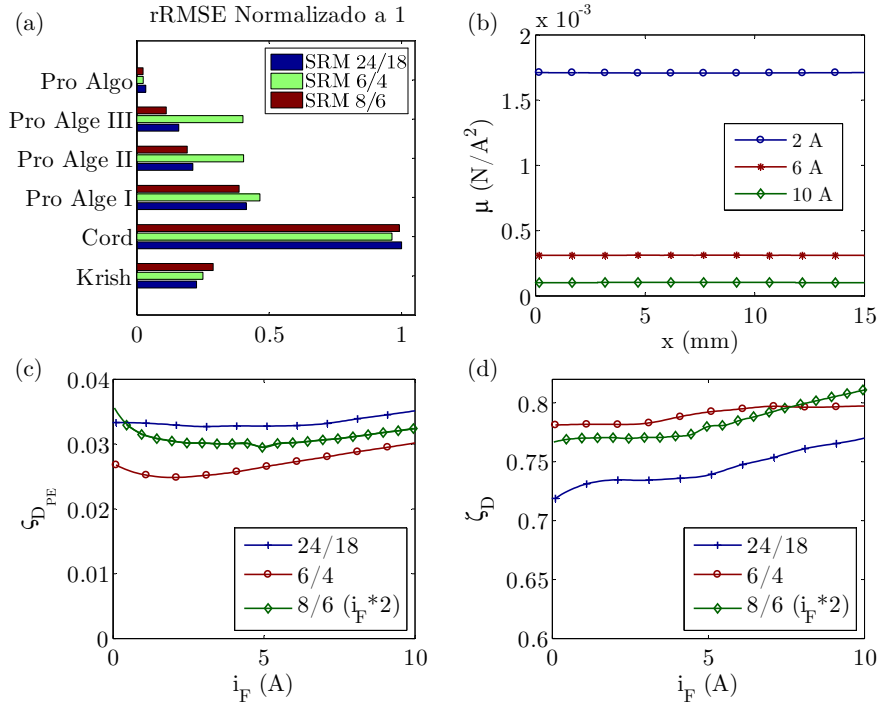 (a)
rRMSE Normalizado a 1
SRM 24/18
SRM 6/4
SRM 8/6
Pro Algo
Pro Alge III
Pro Alge II
Pro Alge I
Cord
Krish
0 0.5 1
(b)
x 10⁻³
2
1.5
1
0.5
0
μ (N/A²)
2 A
6 A
10 A
0 5 10 15
x (mm)
(c)
0.04
0.03
0.02
0.01
0
ς_D_PE
24/18
6/4
8/6 (i_F*2)
0 5 10
i_F (A)
(d)
0.8
0.75
0.7
0.65
0.6
ζ_D
24/18
6/4
8/6 (i_F*2)
0 5 10
i_F (A)